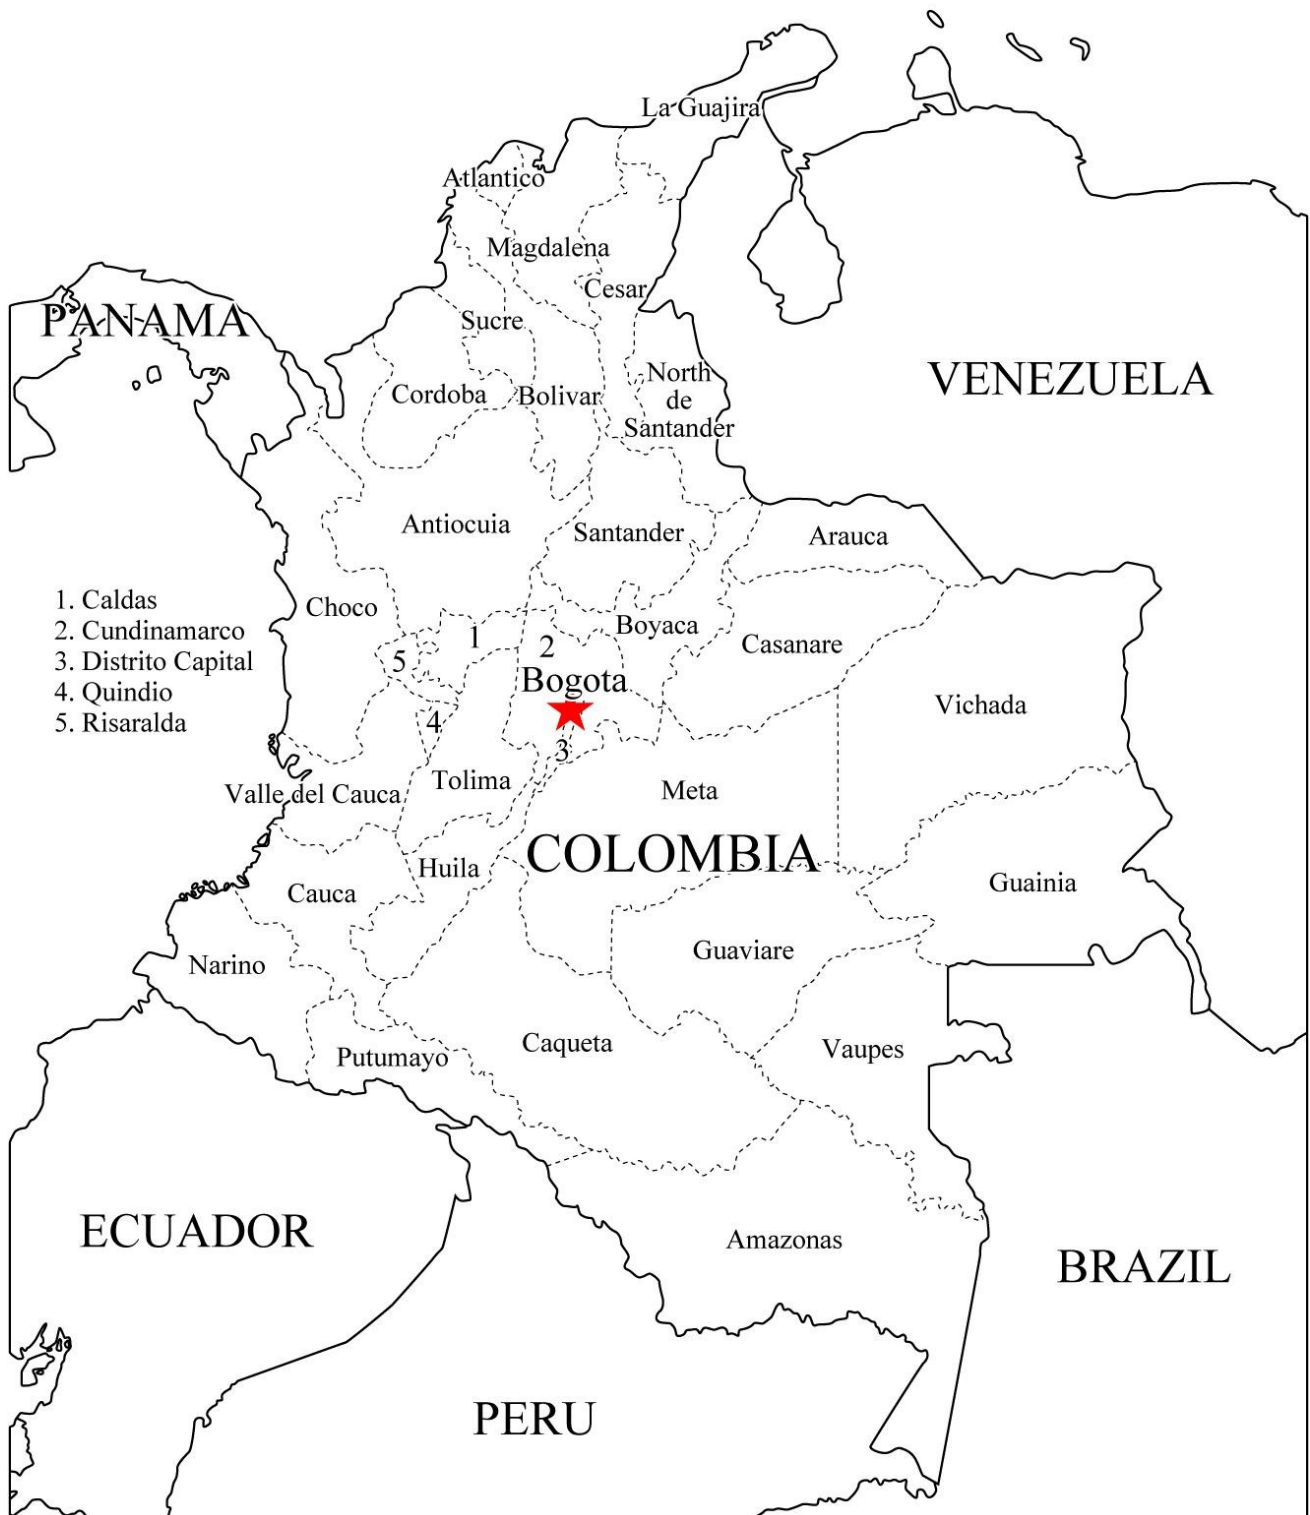 La Guajira
Atlantico
Magdalena
Cesar
PANAMA
Sucre
VENEZUELA
North
de
Santander
Cordoba
Bolivar
Antiocuia
Santander
Arauca
1. Caldas
2. Cundinamarco
3. Distrito Capital
4. Quindio
5. Risaralda
Choco
1
2
5
Boyaca
Casanare
Bogota
4
3
Vichada
Tolima
Valle del Cauca
Meta
COLOMBIA
Huila
Cauca
Guainia
Narino
Guaviare
Putumayo
Caqueta
Vaupes
ECUADOR
Amazonas
BRAZIL
PERU